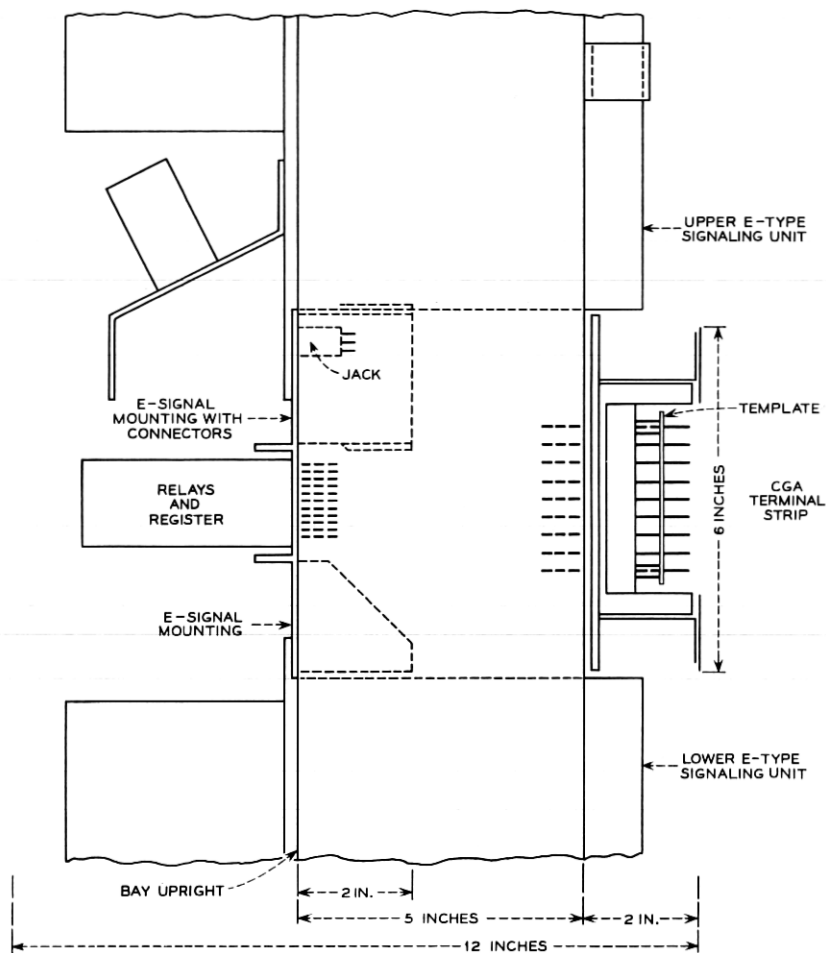 UPPER E-TYPE
SIGNALING UNIT
JACK
E-SIGNAL
MOUNTING WITH
CONNECTORS
TEMPLATE
RELAYS
AND
REGISTER
CGA
TERMINAL
STRIP
6 INCHES
E-SIGNAL
MOUNTING
LOWER E-TYPE
SIGNALING UNIT
BAY UPRIGHT
2 IN.
5 INCHES
2 IN.
12 INCHES